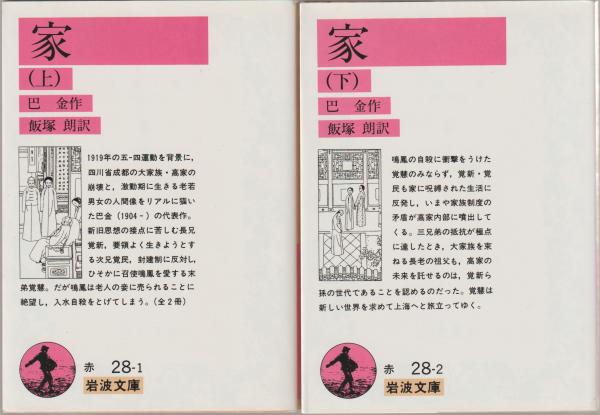 家
(上)
巴 金作
飯塚 朗訳
1919年の五-四運動を背景に,
四川省成都の大家族・高家の
崩壊と, 激動期に生きる老若
男女の人間像をリアルに描い
た巴金(1904-)の代表作。
新旧思想の接点に苦しむ長兄
覚新, 要領よく生きようとす
る次兄覚民, 封建制に反対し,
ひそかに召使鳴鳳を愛する末
弟覚慧。だが鳴鳳は老人の妾に売られることに
絶望し, 入水自殺をとげてしまう。(全2冊)
赤 28-1
岩波文庫
家
(下)
巴 金作
飯塚 朗訳
鳴鳳の自殺に衝撃をうけた
覚慧のみならず, 覚新・覚
民も家に呪縛された生活に
反発し, いまや家族制度の
矛盾が高家内部に噴出して
くる。三兄弟の抵抗が極点
に達したとき, 大家族を束
ねる長老の祖父も, 高家の
未来を託せるのは, 覚新ら
孫の世代であることを認めるのだった。覚慧は
新しい世界を求めて上海へと旅立ってゆく。
赤 28-2
岩波文庫